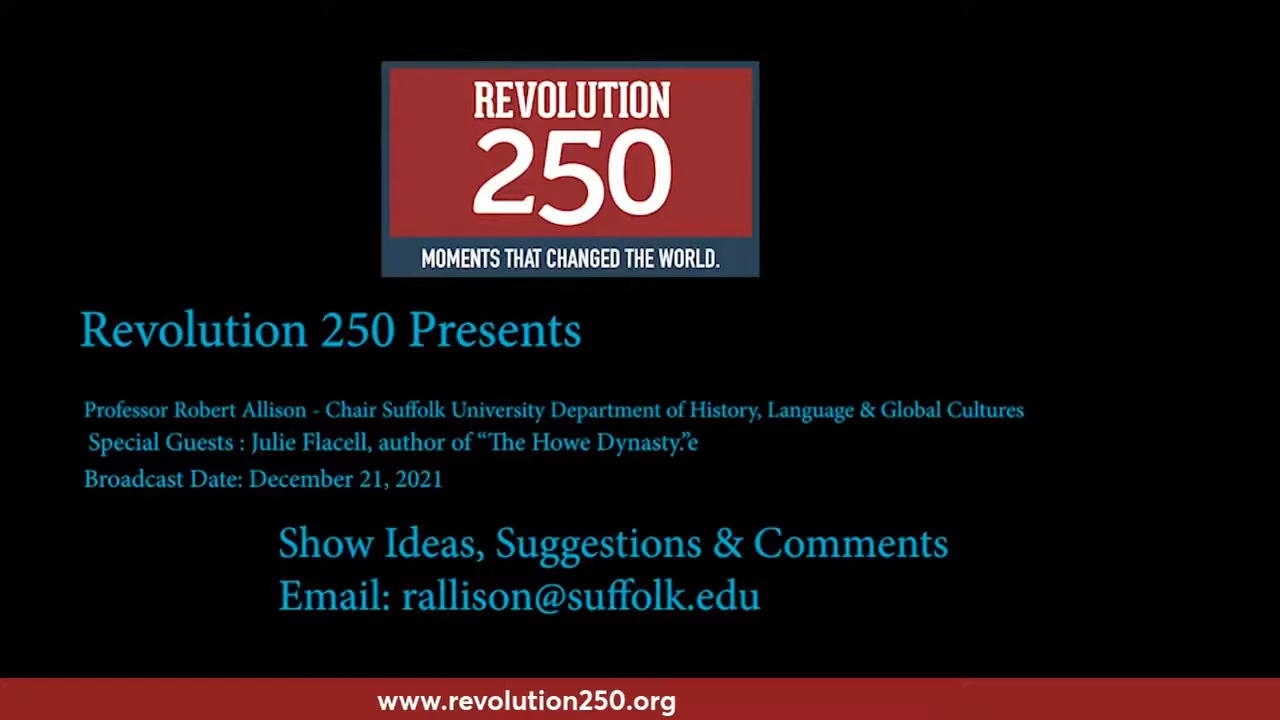 REVOLUTION
250
MOMENTS THAT CHANGED THE WORLD.
Revolution 250 Presents
Professor Robert Allison - Chair Suffolk University Department of History, Language & Global Cultures
Special Guests : Julie Flacell, author of “The Howe Dynasty.”e
Broadcast Date: December 21, 2021
Show Ideas, Suggestions & Comments
Email: rallison@suffolk.edu
www.revolution250.org